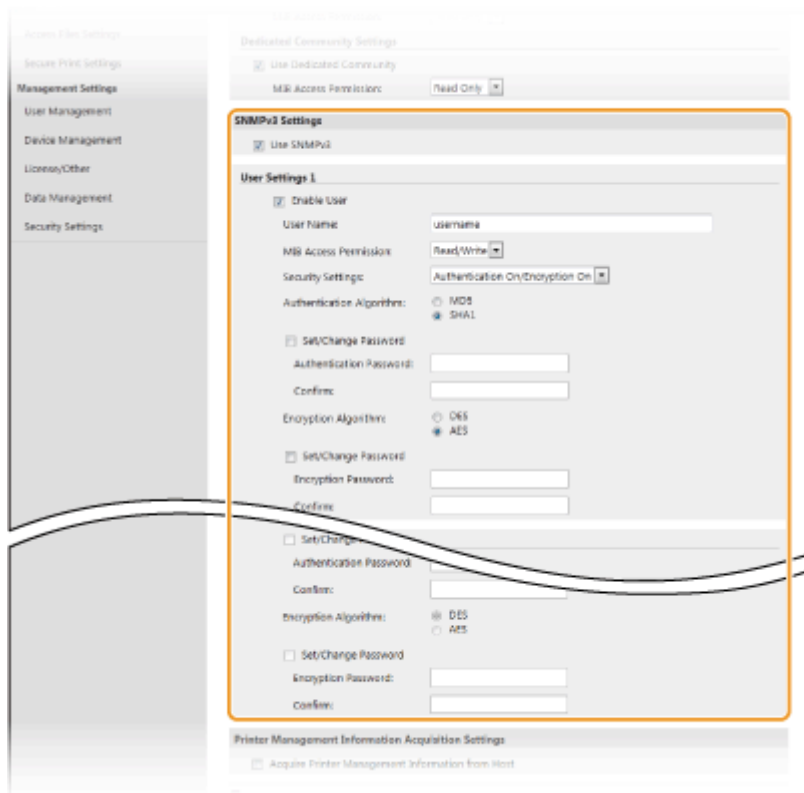 Secure Print Settings
Management Settings
User Management
Device Management
License/Other
Data Management
Security Settings
Dedicated Community Settings
Use Dedicated Community
MIB Access Permission: Read Only
SNMPv3 Settings
Use SNMPv3
User Settings 1
Enable User
User Name: username
MIB Access Permission: Read/Write
Security Settings: Authentication On/Encryption On
Authentication Algorithm: MD5
SHA1
Set/Change Password
Authentication Password:
Confirm:
Encryption Algorithm: DES
AES
Set/Change Password
Encryption Password:
Confirm:
Set/Change
Authentication Password:
Confirm:
Encryption Algorithm: DES
AES
Set/Change Password
Encryption Password:
Confirm:
Printer Management Information Acquisition Settings
Acquire Printer Management Information from Host